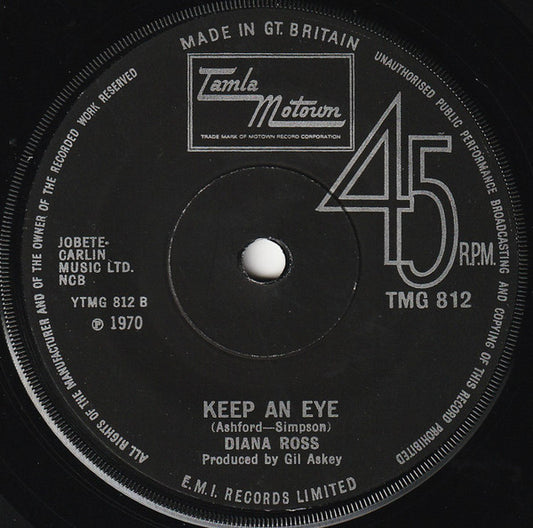 MADE IN GT. BRITAIN
UNAUTHORISED PUBLIC PERFORMANCE BROADCASTING AND COPYING OF THIS RECORD PROHIBITED
ALL RIGHTS OF THE MANUFACTURER AND OF THE OWNER OF THE RECORDED WORK RESERVED
Tamla
Motown
TRADE MARK OF MOTOWN RECORD CORPORATION
45
R.P.M.
JOBETE-
CARLIN
MUSIC LTD.
NCB
YTMG 812 B
℗ 1970
TMG 812
KEEP AN EYE
(Ashford—Simpson)
DIANA ROSS
Produced by Gil Askey
E.M.I. RECORDS LIMITED